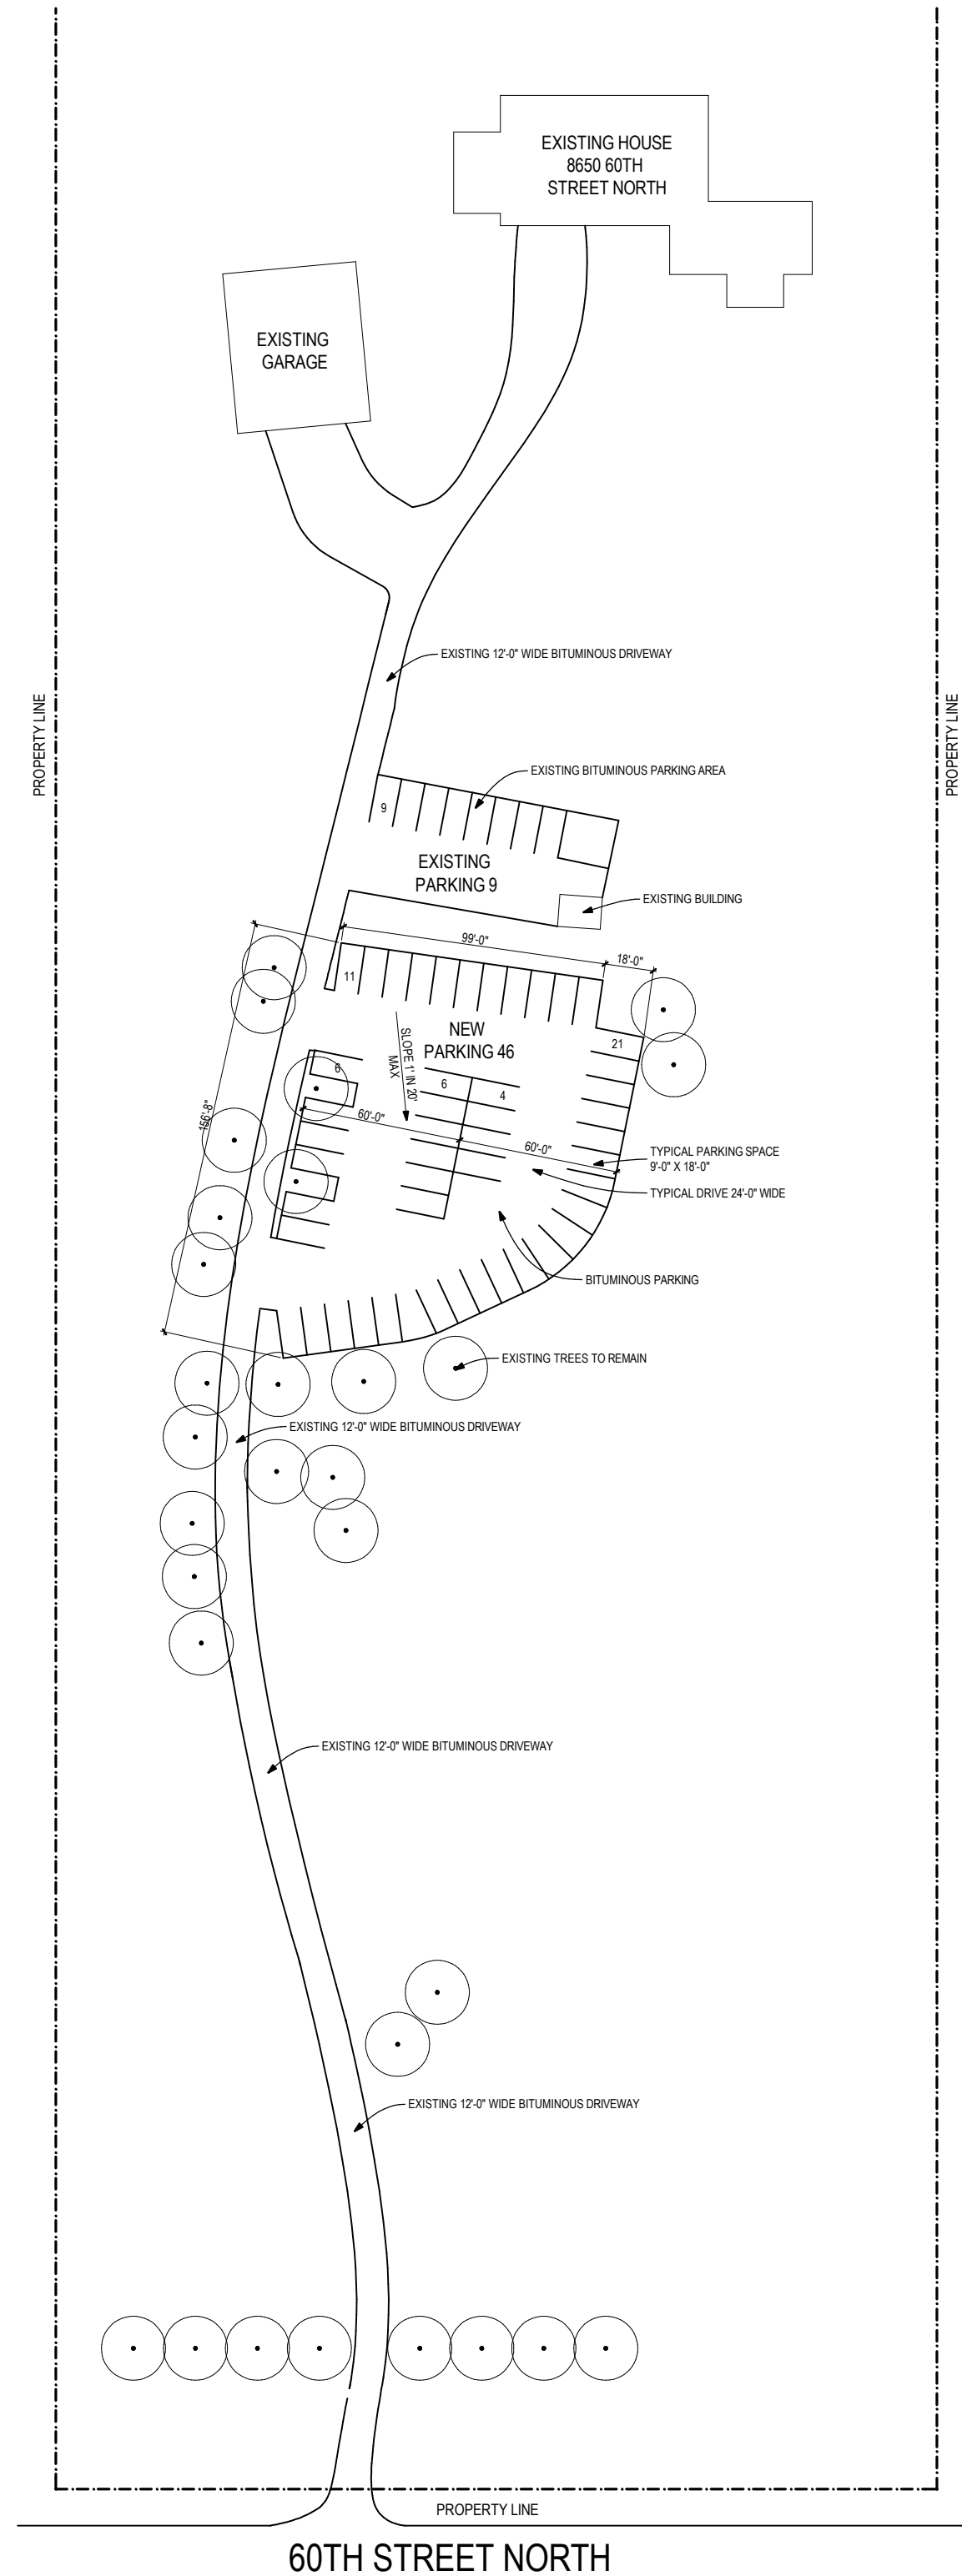 EXISTING HOUSE
8650 60TH
STREET NORTH
EXISTING
GARAGE
EXISTING 12'-0" WIDE BITUMINOUS DRIVEWAY
PROPERTY LINE
PROPERTY LINE
EXISTING BITUMINOUS PARKING AREA
9
EXISTING
PARKING 9
EXISTING BUILDING
99'-0"
18'-0"
11
NEW
PARKING 46
21
SLOPE 1' IN 20'
MAX
6
6
4
156'-8"
60'-0"
60'-0"
TYPICAL PARKING SPACE
9'-0" X 18'-0"
TYPICAL DRIVE 24'-0" WIDE
BITUMINOUS PARKING
EXISTING TREES TO REMAIN
EXISTING 12'-0" WIDE BITUMINOUS DRIVEWAY
EXISTING 12'-0" WIDE BITUMINOUS DRIVEWAY
EXISTING 12'-0" WIDE BITUMINOUS DRIVEWAY
PROPERTY LINE
60TH STREET NORTH